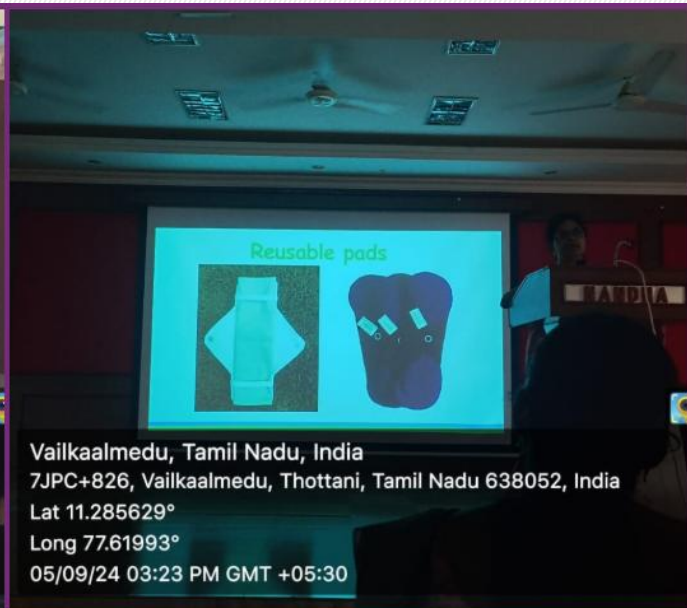 Reusable pads
NANDHA
Vailkaalmedu, Tamil Nadu, India
7JPC+826, Vailkaalmedu, Thottani, Tamil Nadu 638052, India
Lat 11.285629°
Long 77.61993°
05/09/24 03:23 PM GMT +05:30